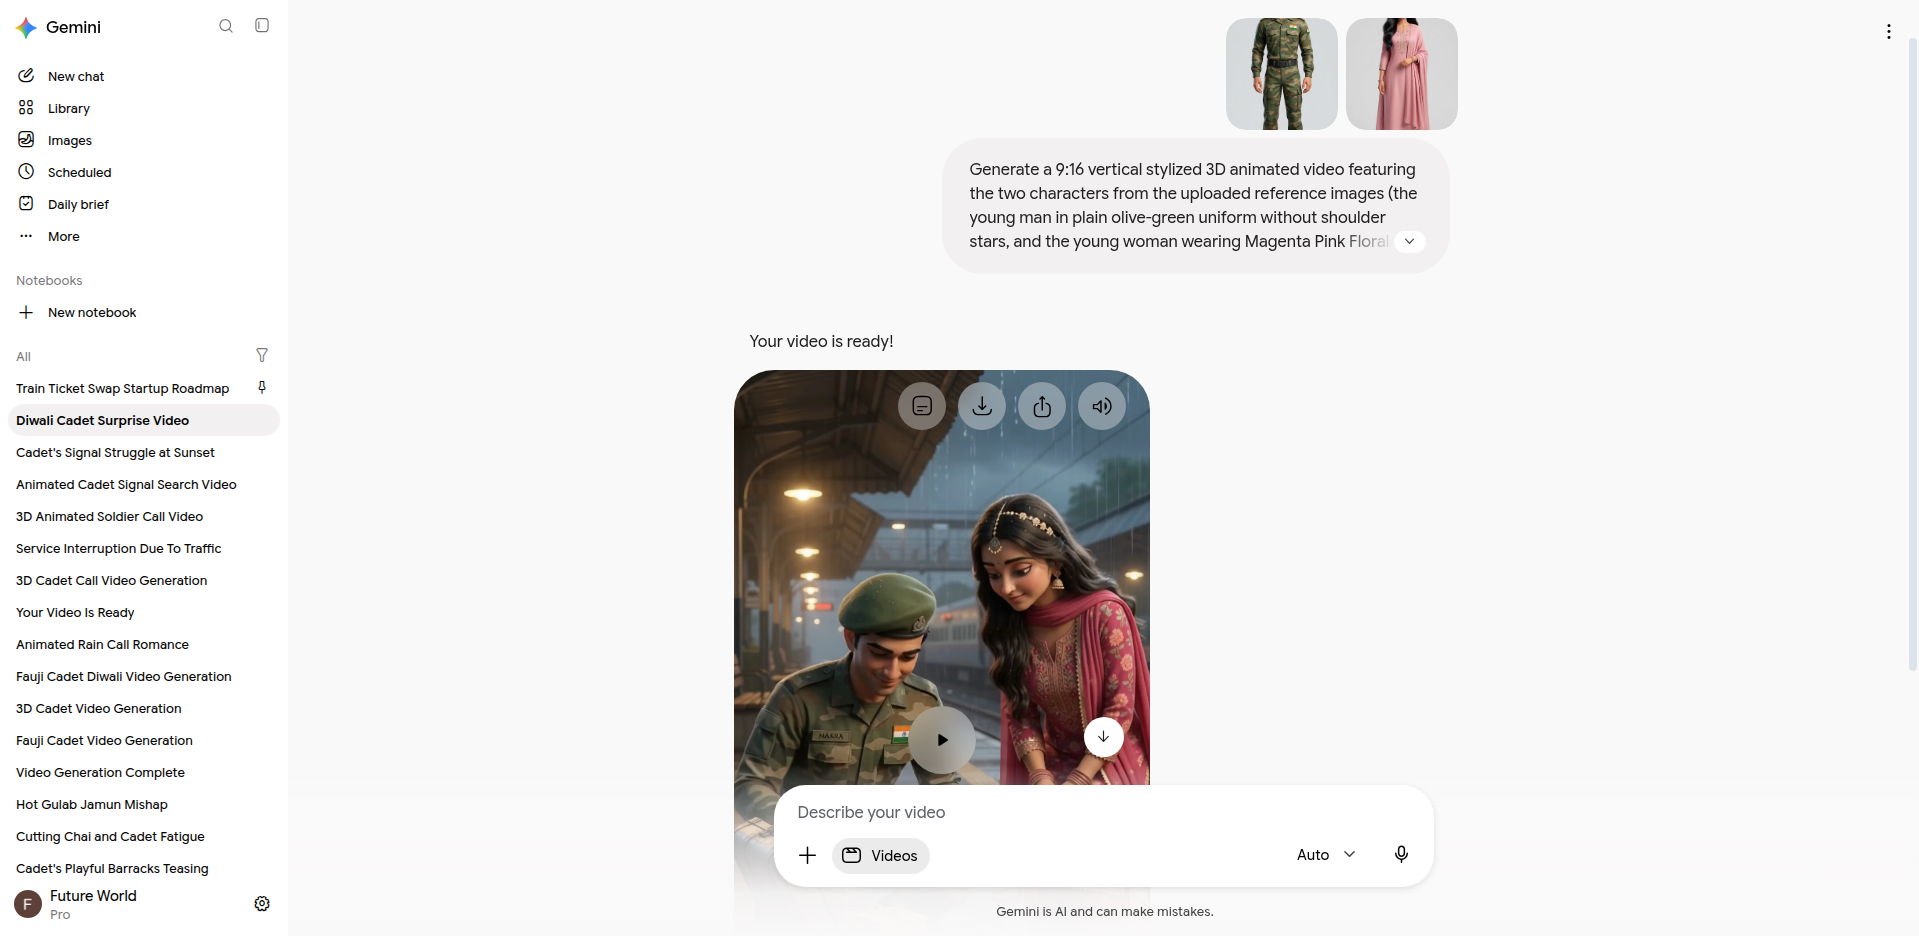 Gemini
New chat
Library
Images
Scheduled
Daily brief
More
Notebooks
New notebook
All
Train Ticket Swap Startup Roadmap
Diwali Cadet Surprise Video
Cadet's Signal Struggle at Sunset
Animated Cadet Signal Search Video
3D Animated Soldier Call Video
Service Interruption Due To Traffic
3D Cadet Call Video Generation
Your Video Is Ready
Animated Rain Call Romance
Fauji Cadet Diwali Video Generation
3D Cadet Video Generation
Fauji Cadet Video Generation
Video Generation Complete
Hot Gulab Jamun Mishap
Cutting Chai and Cadet Fatigue
Cadet's Playful Barracks Teasing
F
Future World
Pro
Generate a 9:16 vertical stylized 3D animated video featuring
the two characters from the uploaded reference images (the
young man in plain olive-green uniform without shoulder
stars, and the young woman wearing Magenta Pink Floral
Your video is ready!
Describe your video
Videos
Auto
Gemini is AI and can make mistakes.